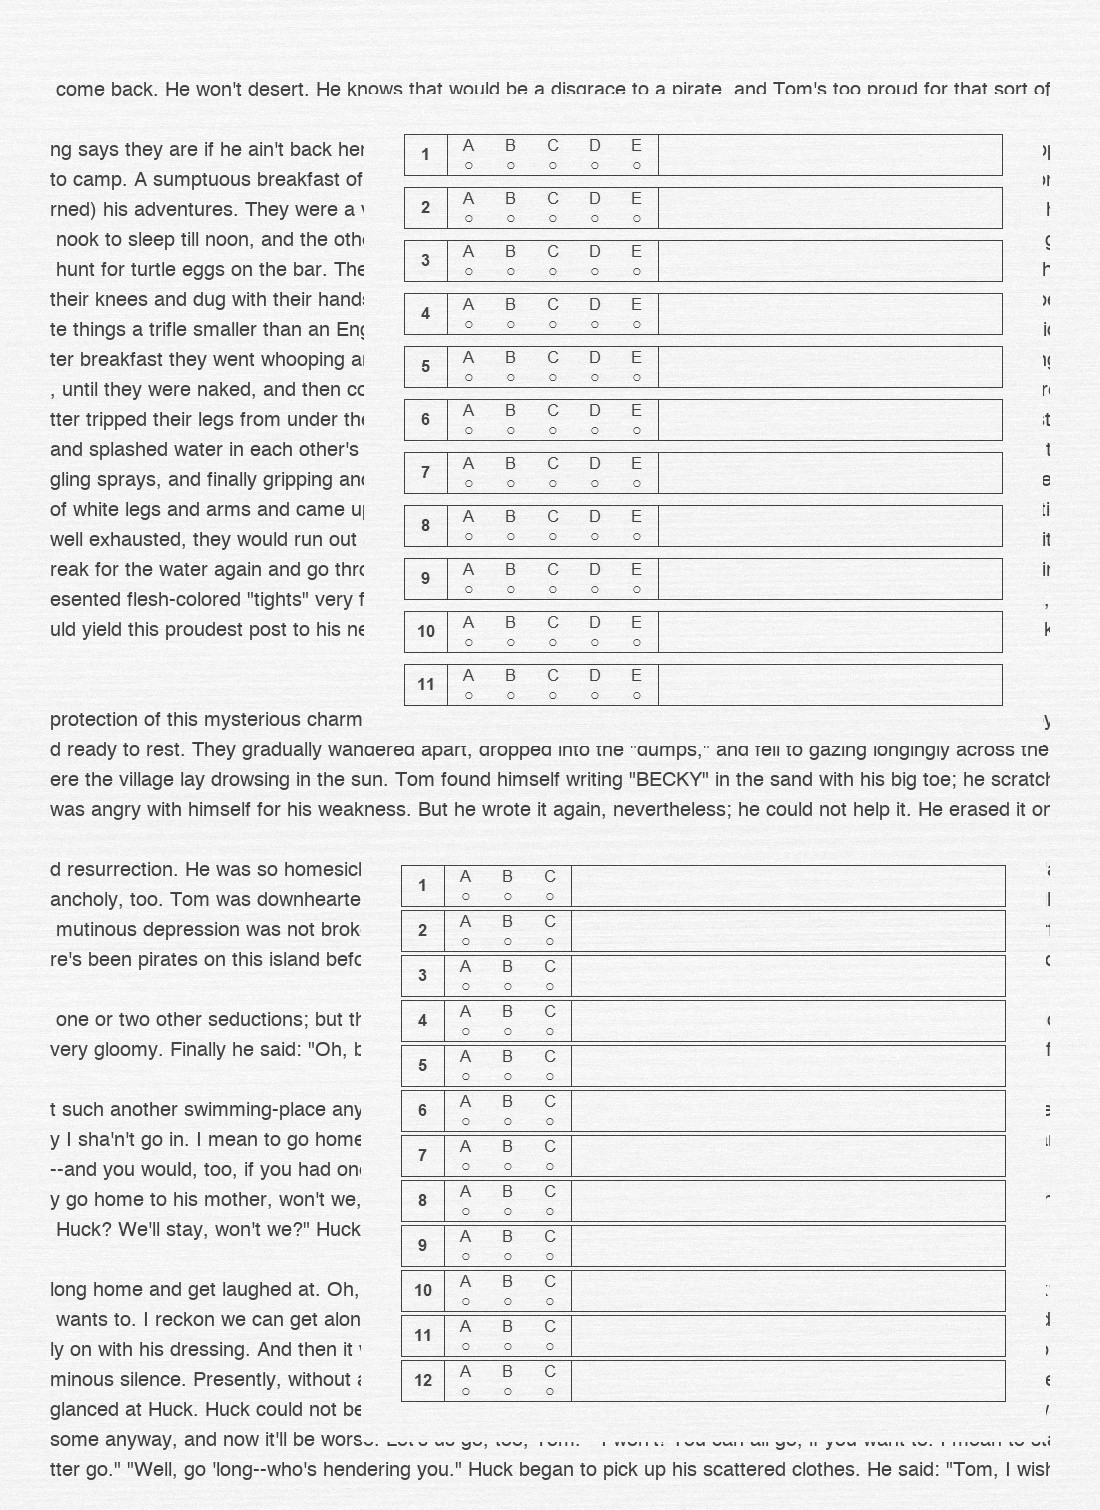 come back. He won't desert. He knows that would be a disgrace to a pirate, and Tom's too proud for that sort of
ng says they are if he ain't back her
to camp. A sumptuous breakfast of
rned) his adventures. They were a
nook to sleep till noon, and the othe
hunt for turtle eggs on the bar. The
their knees and dug with their hands
te things a trifle smaller than an Eng
ter breakfast they went whooping a
, until they were naked, and then co
tter tripped their legs from under the
and splashed water in each other's
gling sprays, and finally gripping and
of white legs and arms and came up
well exhausted, they would run out
reak for the water again and go thro
esented flesh-colored "tights" very f
uld yield this proudest post to his ne
1 A B C D E
2 A B C D E
3 A B C D E
4 A B C D E
5 A B C D E
6 A B C D E
7 A B C D E
8 A B C D E
9 A B C D E
10 A B C D E
11 A B C D E
protection of this mysterious charm
d ready to rest. They gradually wandered apart, dropped into the "dumps," and fell to gazing longingly across the
ere the village lay drowsing in the sun. Tom found himself writing "BECKY" in the sand with his big toe; he scratch
was angry with himself for his weakness. But he wrote it again, nevertheless; he could not help it. He erased it on
d resurrection. He was so homesick
ancholy, too. Tom was downhearte
mutinous depression was not brok
re's been pirates on this island befo
one or two other seductions; but th
very gloomy. Finally he said: "Oh, b
t such another swimming-place any
y I sha'n't go in. I mean to go home
--and you would, too, if you had one
y go home to his mother, won't we,
Huck? We'll stay, won't we?" Huck
long home and get laughed at. Oh,
wants to. I reckon we can get alon
ly on with his dressing. And then it
minous silence. Presently, without a
glanced at Huck. Huck could not be
1 A B C
2 A B C
3 A B C
4 A B C
5 A B C
6 A B C
7 A B C
8 A B C
9 A B C
10 A B C
11 A B C
12 A B C
some anyway, and now it'll be worse. Let's us go, too, Tom." "I won't! You can all go, if you want to. I mean to sta
tter go." "Well, go 'long--who's hendering you." Huck began to pick up his scattered clothes. He said: "Tom, I wish